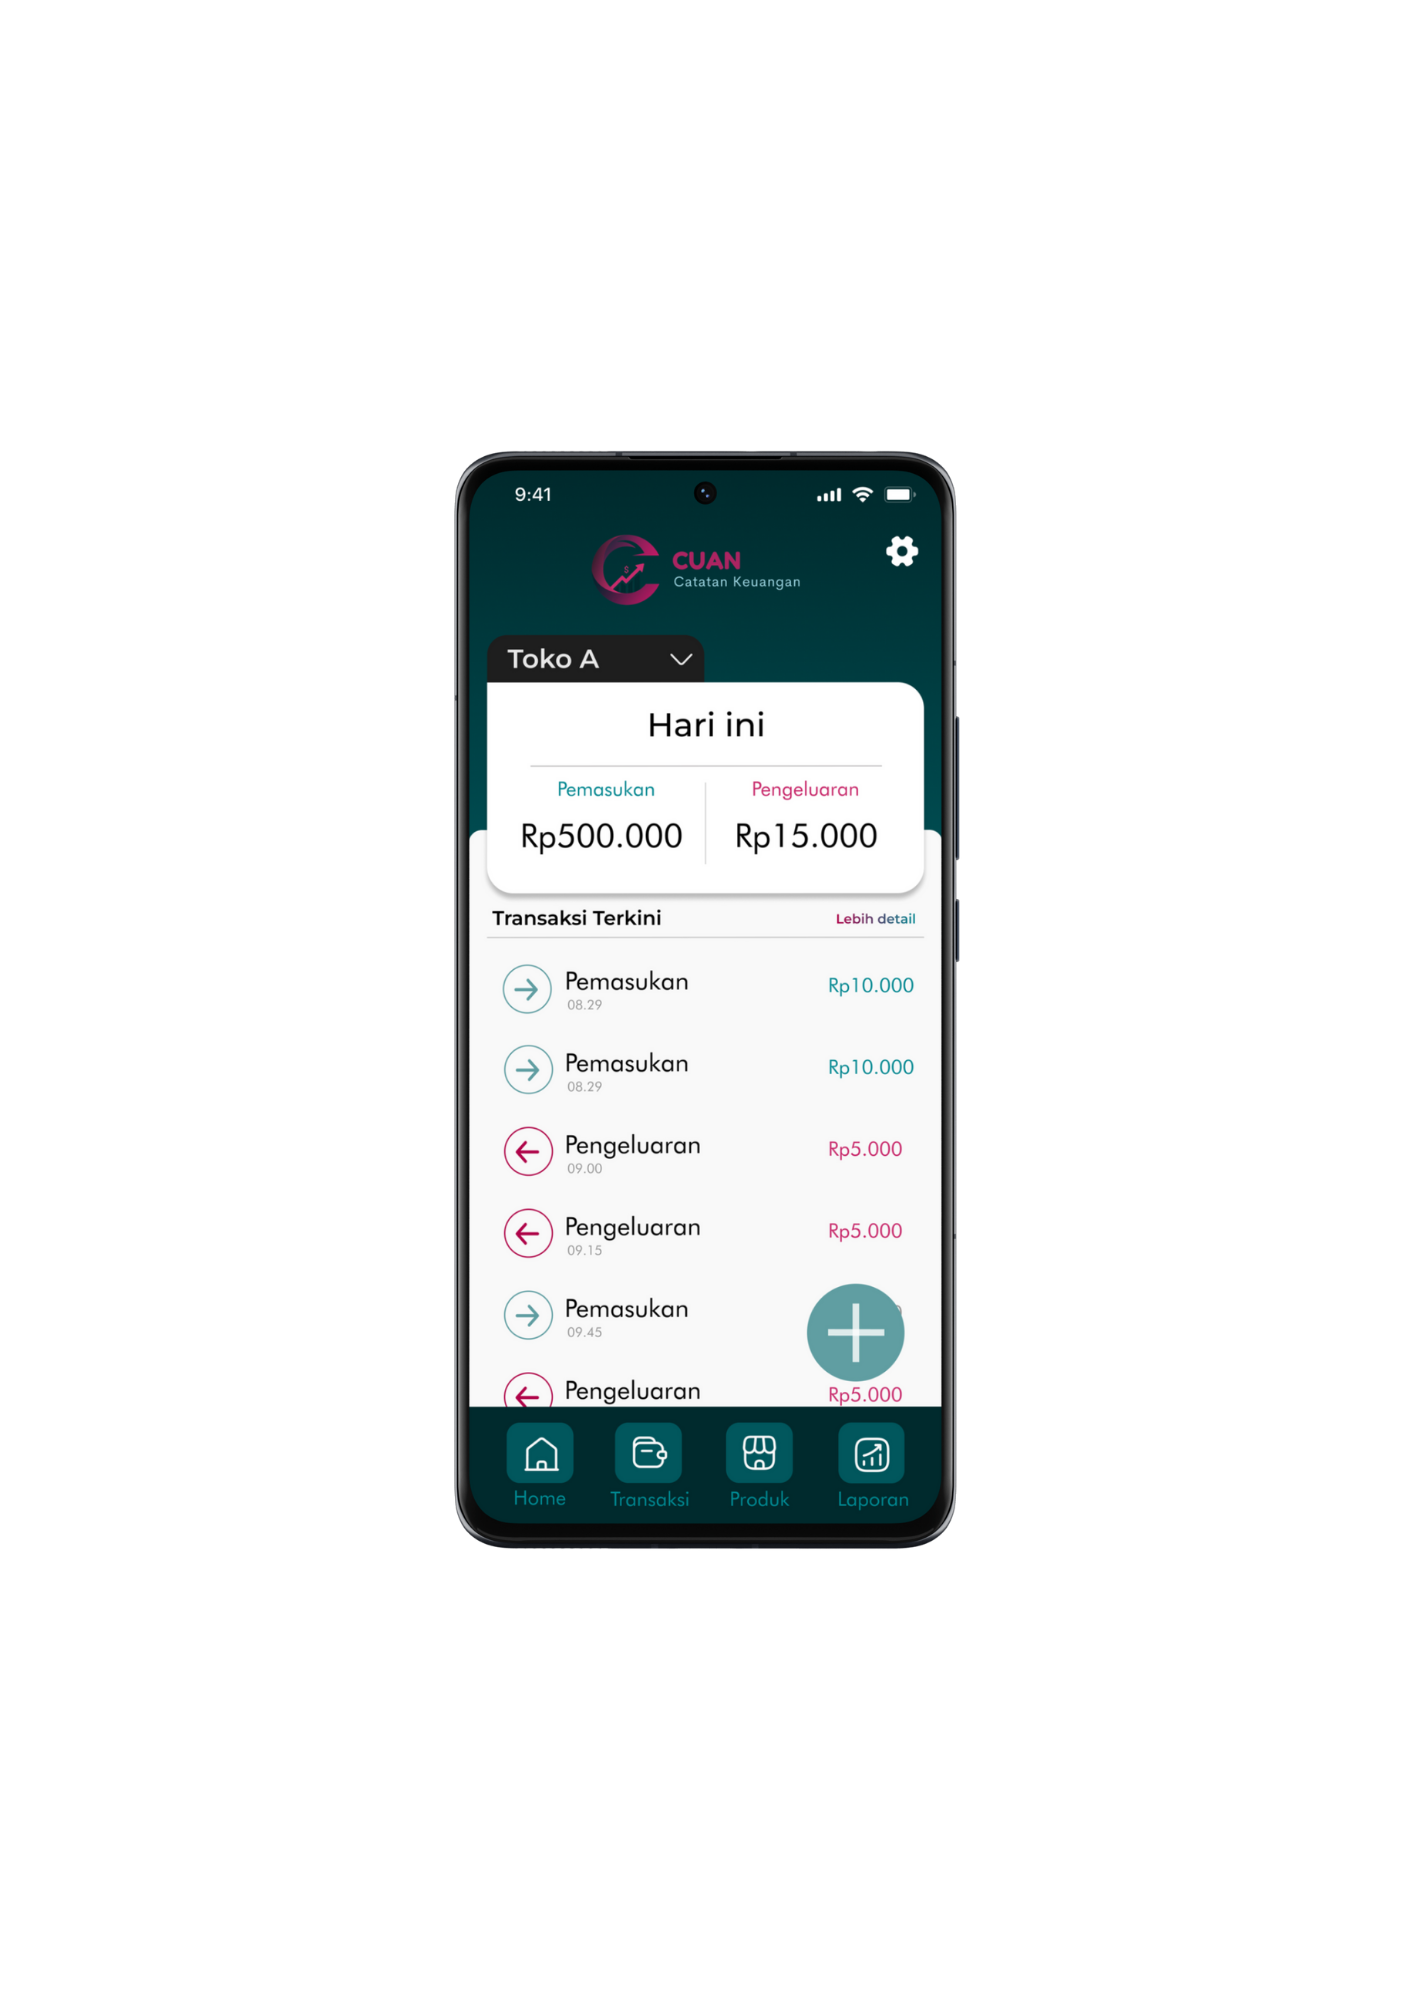 9:41
CUAN
Catatan Keuangan
Toko A
Hari ini
Pemasukan
Pengeluaran
Rp500.000
Rp15.000
Transaksi Terkini
Lebih detail
Pemasukan
Rp10.000
08.29
Pemasukan
Rp10.000
08.29
Pengeluaran
Rp5.000
09.00
Pengeluaran
Rp5.000
09.15
Pemasukan
09.45
Pengeluaran
Rp5.000
Home
Transaksi
Produk
Laporan